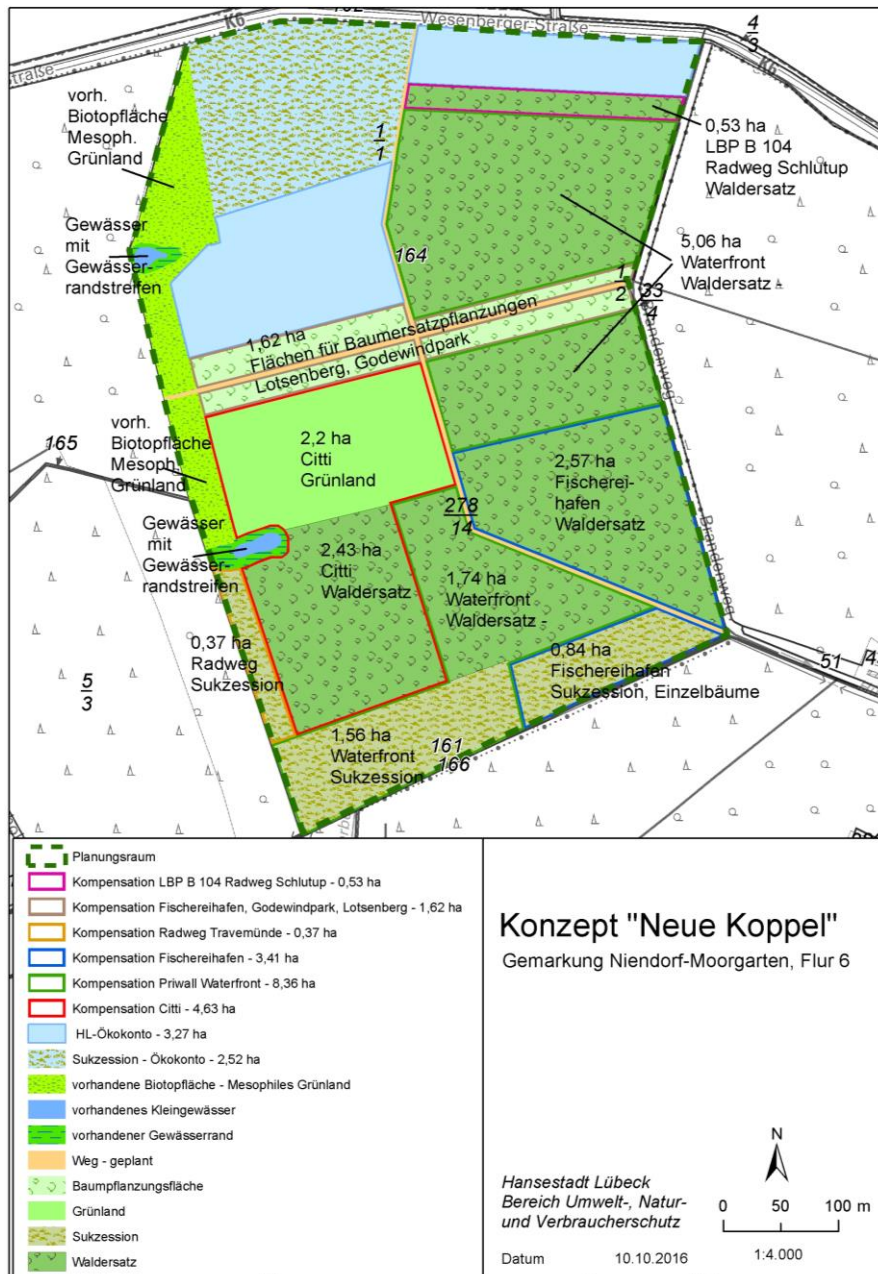 162
K6
Wesenberger Straße
4
3
K6
Straße
vorh.
Biotopfläche
Mesoph.
Grünland
1
1
0,53 ha
LBP B 104
Radweg Schlutup
Waldersatz
Gewässer
mit
Gewässer-
randstreifen
164
5,06 ha
Waterfront
Waldersatz -
1
2
33
4
1,62 ha
Flächen für Baumersatzpflanzungen
Lotsenberg, Godewindpark
Brandenweg
vorh.
Biotopfläche
Mesoph.
Grünland
165
2,2 ha
Citti
Grünland
2,57 ha
Fischerei-
hafen
Waldersatz
278
14
Gewässer
mit
Gewässer-
randstreifen
2,43 ha
Citti
Waldersatz
1,74 ha
Waterfront
Waldersatz -
Brandenweg
0,37 ha
Radweg
Sukzession
0,84 ha
Fischereihafen
Sukzession, Einzelbäume
51
5
3
1,56 ha
Waterfront
Sukzession
161
166
Planungsraum
Kompensation LBP B 104 Radweg Schlutup - 0,53 ha
Kompensation Fischereihafen, Godewindpark, Lotsenberg - 1,62 ha
Kompensation Radweg Travemünde - 0,37 ha
Kompensation Fischereihafen - 3,41 ha
Kompensation Priwall Waterfront - 8,36 ha
Kompensation Citti - 4,63 ha
HL-Ökokonto - 3,27 ha
Sukzession - Ökokonto - 2,52 ha
vorhandene Biotopfläche - Mesophiles Grünland
vorhandenes Kleingewässer
vorhandener Gewässerrand
Weg - geplant
Baumpflanzungsfläche
Grünland
Sukzession
Waldersatz
Konzept "Neue Koppel"
Gemarkung Niendorf-Moorgarten, Flur 6
N
Hansestadt Lübeck
Bereich Umwelt-, Natur-
und Verbraucherschutz
0 50 100 m
Datum 10.10.2016 1:4.000